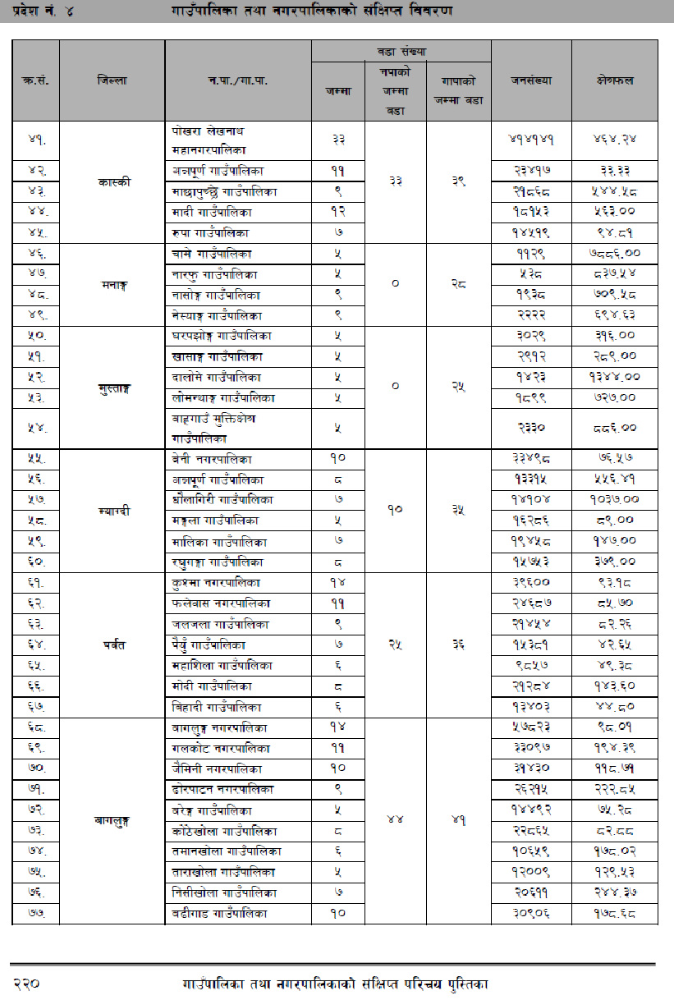 प्रदेश नं. ४ गाउँपालिका तथा नगरपालिकाको संक्षिप्त विवरण
क्र.सं. जिल्ला न.पा./गा.पा. वडा संख्या जनसंख्या क्षेत्रफल
जम्मा नपाको जम्मा वडा गापाको जम्मा वडा
४१. कास्की पोखरा लेखनाथ महानगरपालिका ३३ ३३ ३९ ४१४१४१ ४६४.२४
४२. अन्नपूर्ण गाउँपालिका ११ २३४१७ ३३.३३
४३. माछापुच्छ्रे गाउँपालिका ९ २१८६८ ५४४.५८
४४. मादी गाउँपालिका १२ १८१५३ ५६३.००
४५. रुपा गाउँपालिका ७ १४५१९ ९४.८१
४६. मनाङ्ग चामे गाउँपालिका ५ ० २८ ११२९ ७८८६.००
४७. नारफु गाउँपालिका ५ ५३८ ८३७.५४
४८. नासोङ्ग गाउँपालिका ९ १९३८ ७०९.५८
४९. नेस्याङ्ग गाउँपालिका ९ २२२२ ६९४.६३
५०. मुस्ताङ्ग घरपझोङ्ग गाउँपालिका ५ ० २५ ३०२९ ३१६.००
५१. थासाङ्ग गाउँपालिका ५ २९१२ २८९.००
५२. दालोमे गाउँपालिका ५ १४२३ १३४४.००
५३. लोमन्थाङ्ग गाउँपालिका ५ १८९९ ७२७.००
५४. बाह्रगाउँ मुक्तिक्षेत्र गाउँपालिका ५ २३३० ८८६.००
५५. म्याग्दी बेनी नगरपालिका १० १० ३५ ३३४९८ ७६.५७
५६. अन्नपूर्ण गाउँपालिका ८ १३३१५ ५५६.४१
५७. धौलागिरी गाउँपालिका ७ १४१०४ १०३७.००
५८. मङ्गला गाउँपालिका ५ १६२८६ ८९.००
५९. मालिका गाउँपालिका ७ १९४५८ १४७.००
६०. रघुगङ्गा गाउँपालिका ८ १५७५३ ३७९.००
६१. पर्वत कुश्मा नगरपालिका १४ २५ ३६ ३९६०० ९३.१८
६२. फलेवास नगरपालिका ११ २४६८७ ८५.७०
६३. जलजला गाउँपालिका ९ २१४५४ ८२.२६
६४. पैयुँ गाउँपालिका ७ १५३८१ ४२.६५
६५. महाशिला गाउँपालिका ६ ९८५७ ४९.३८
६६. मोदी गाउँपालिका ८ २१२८४ १४३.६०
६७. बिहादी गाउँपालिका ६ १३४०३ ४४.८०
६८. बागलुङ्ग बागलुङ्ग नगरपालिका १४ ४४ ४१ ५७८२३ ९८.०१
६९. गलकोट नगरपालिका ११ ३३०९७ १९४.३९
७०. जैमिनी नगरपालिका १० ३१४३० ११८.७१
७१. ढोरपाटन नगरपालिका ९ २६२१५ २२२.८५
७२. वरेङ्ग गाउँपालिका ५ १४४९२ ७५.२८
७३. काठेखोला गाउँपालिका ८ २२८६५ ८२.८८
७४. तमानखोला गाउँपालिका ६ १०६५९ १७८.०२
७५. ताराखोला गाउँपालिका ५ १२००९ १२९.५३
७६. निसीखोला गाउँपालिका ७ २०६११ २४४.३७
७७. बढीगाड गाउँपालिका १० ३०९०६ १७८.६८
२२० गाउँपालिका तथा नगरपालिकाको संक्षिप्त परिचय पुस्तिका